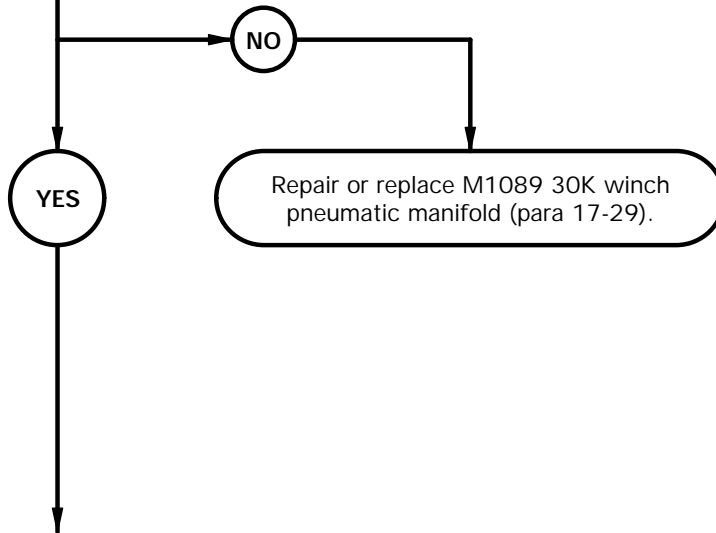 NO
YES
Repair or replace M1089 30K winch
pneumatic manifold (para 17-29).